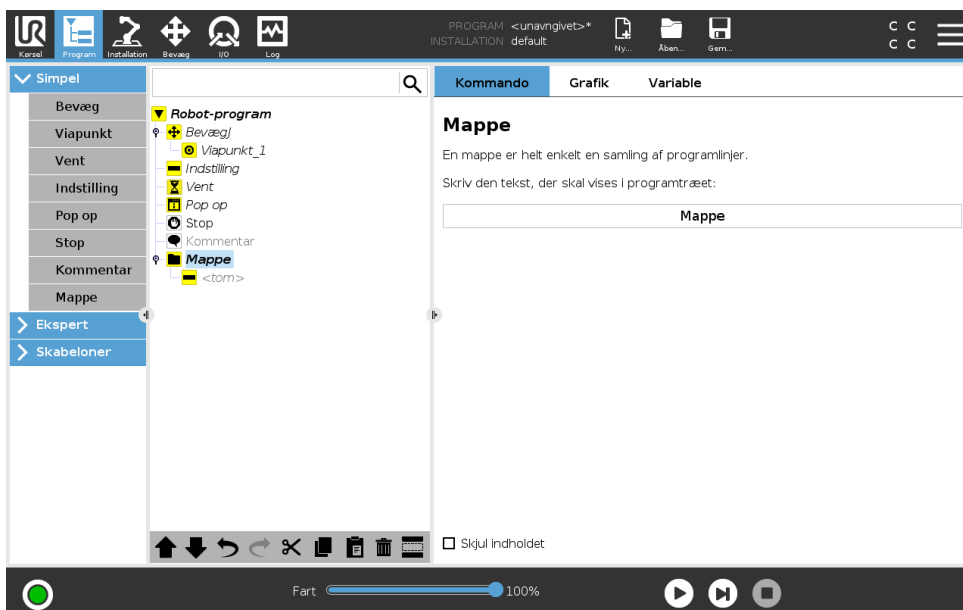 UR
PROGRAM <unavngivet>*
INSTALLATION default
Kørsel
Program
Installation
Bevæg
I/O
Log
Ny...
Åben...
Gem...
C C
C C
Simpel
Bevæg
Viapunkt
Vent
Indstilling
Pop op
Stop
Kommentar
Mappe
Ekspert
Skabeloner
Robot-program
BevægJ
Viapunkt_1
Indstilling
Vent
Pop op
Stop
Kommentar
Mappe
<tom>
Kommando
Grafik
Variable
Mappe
En mappe er helt enkelt en samling af programlinjer.
Skriv den tekst, der skal vises i programtræet:
Mappe
Skjul indholdet
Fart
100%